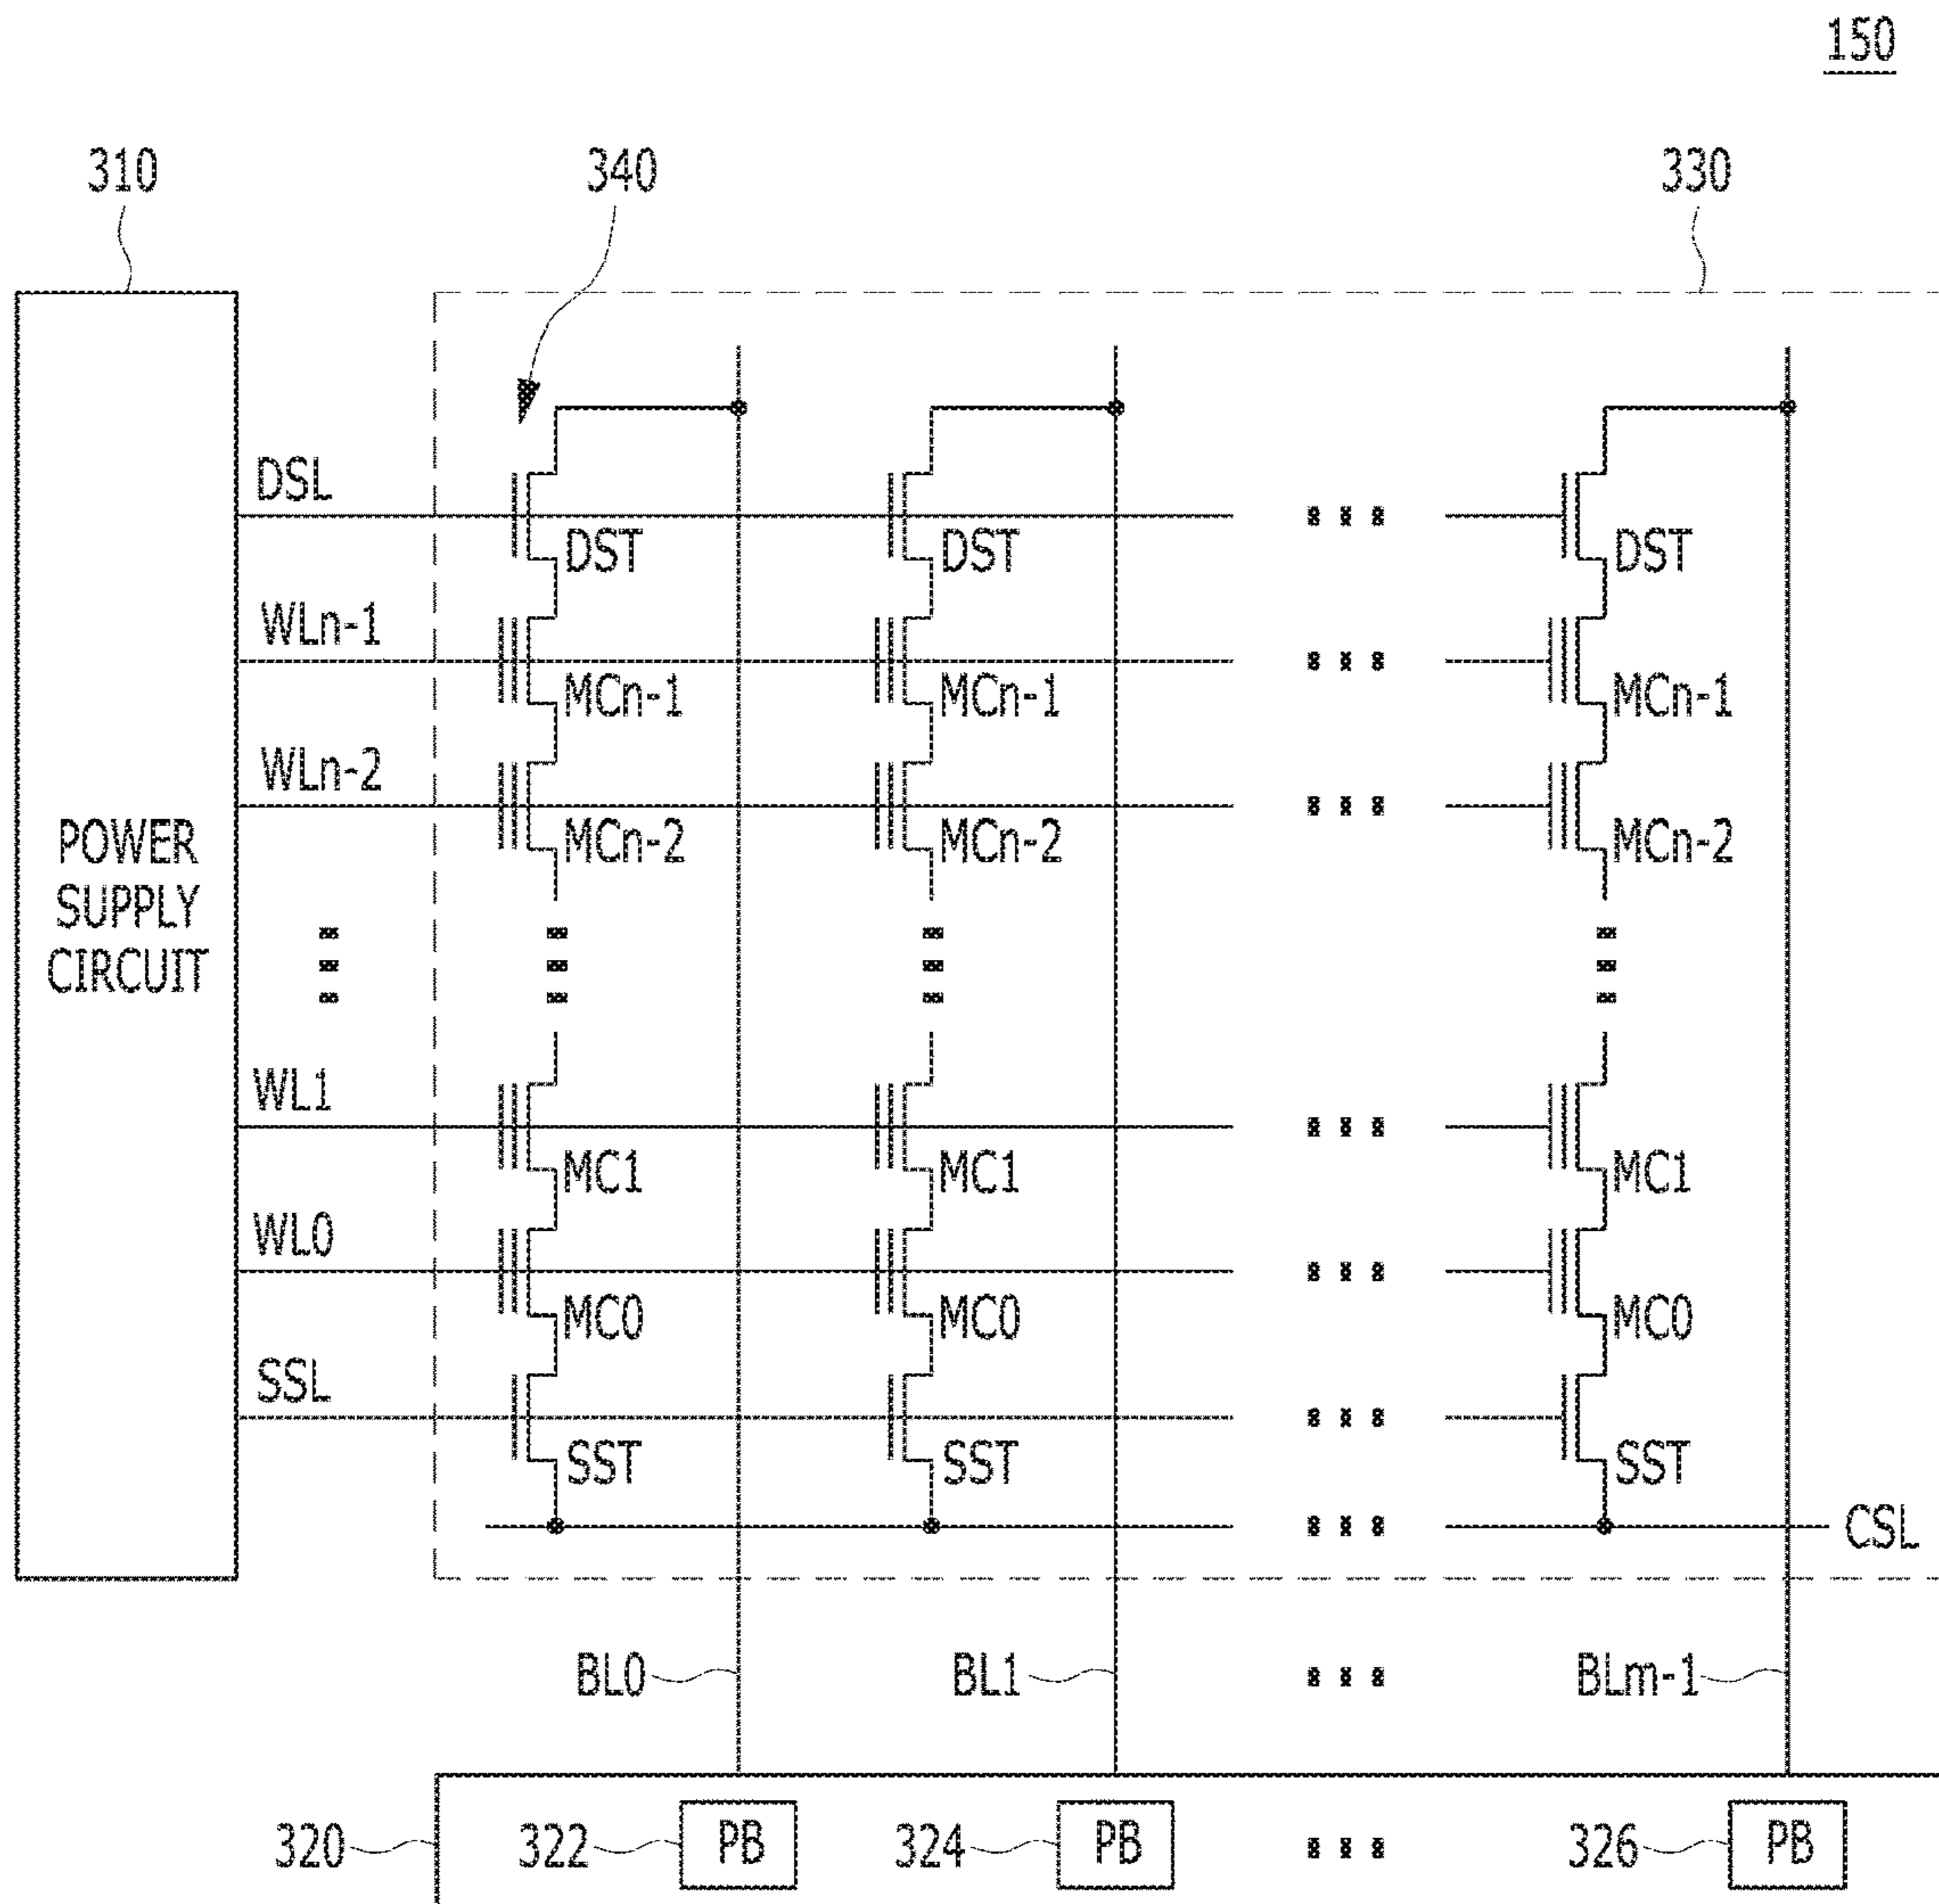 150
310 340 330
DSL
DST DST DST
WLn-1
MCn-1 MCn-1 MCn-1
WLn-2
MCn-2 MCn-2 MCn-2
POWER
SUPPLY
CIRCUIT
WL1
MC1 MC1 MC1
WL0
MC0 MC0 MC0
SSL
SST SST SST
CSL
BL0 BL1 BLm-1
320 322 PB 324 PB 326 PB